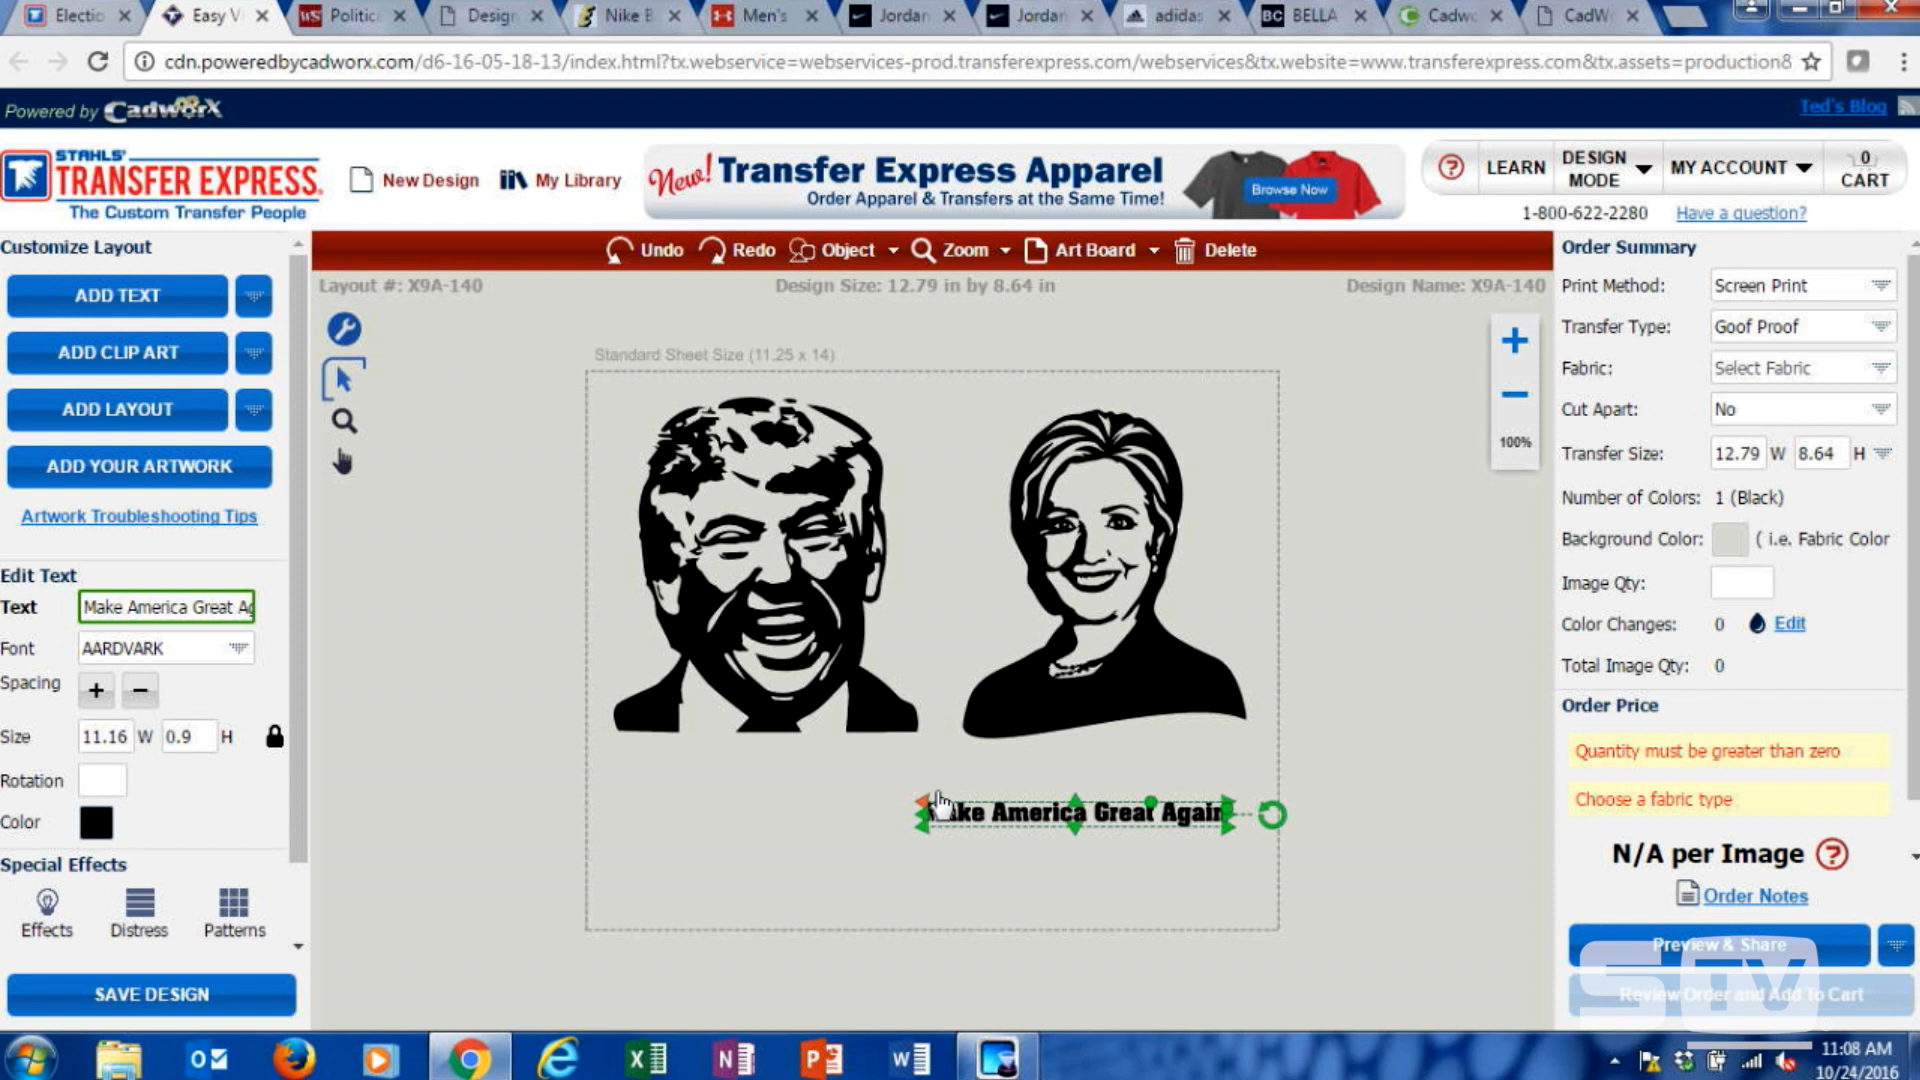 Electio
Easy V
WS Politica
Design
Nike B
Men's
Jordan
Jordan
adidas
BC BELLA
Cadwo
CadW
cdn.poweredbycadworx.com/d6-16-05-18-13/index.html?tx.webservice=webservices-prod.transferexpress.com/webservices&tx.website=www.transferexpress.com&tx.assets=production8
Powered by CadworX
Ted's Blog
STAHLS'
TRANSFER EXPRESS.
The Custom Transfer People
New Design
My Library
New! Transfer Express Apparel
Order Apparel & Transfers at the Same Time!
Browse Now
LEARN
DESIGN
MODE
MY ACCOUNT
0
CART
1-800-622-2280 Have a question?
Customize Layout
ADD TEXT
ADD CLIP ART
ADD LAYOUT
ADD YOUR ARTWORK
Artwork Troubleshooting Tips
Edit Text
Text Make America Great Ag
Font AARDVARK
Spacing + -
Size 11.16 W 0.9 H
Rotation
Color
Special Effects
Effects Distress Patterns
SAVE DESIGN
Undo Redo Object Zoom Art Board Delete
Layout #: X9A-140
Design Size: 12.79 in by 8.64 in
Design Name: X9A-140
Standard Sheet Size (11.25 x 14)
100%
ake America Great Again
Order Summary
Print Method: Screen Print
Transfer Type: Goof Proof
Fabric: Select Fabric
Cut Apart: No
Transfer Size: 12.79 W 8.64 H
Number of Colors: 1 (Black)
Background Color: ( i.e. Fabric Color
Image Qty:
Color Changes: 0 Edit
Total Image Qty: 0
Order Price
Quantity must be greater than zero
Choose a fabric type
N/A per Image ?
Order Notes
Preview & Share
Review Order and Add To Cart
STV
11:08 AM
10/24/2016